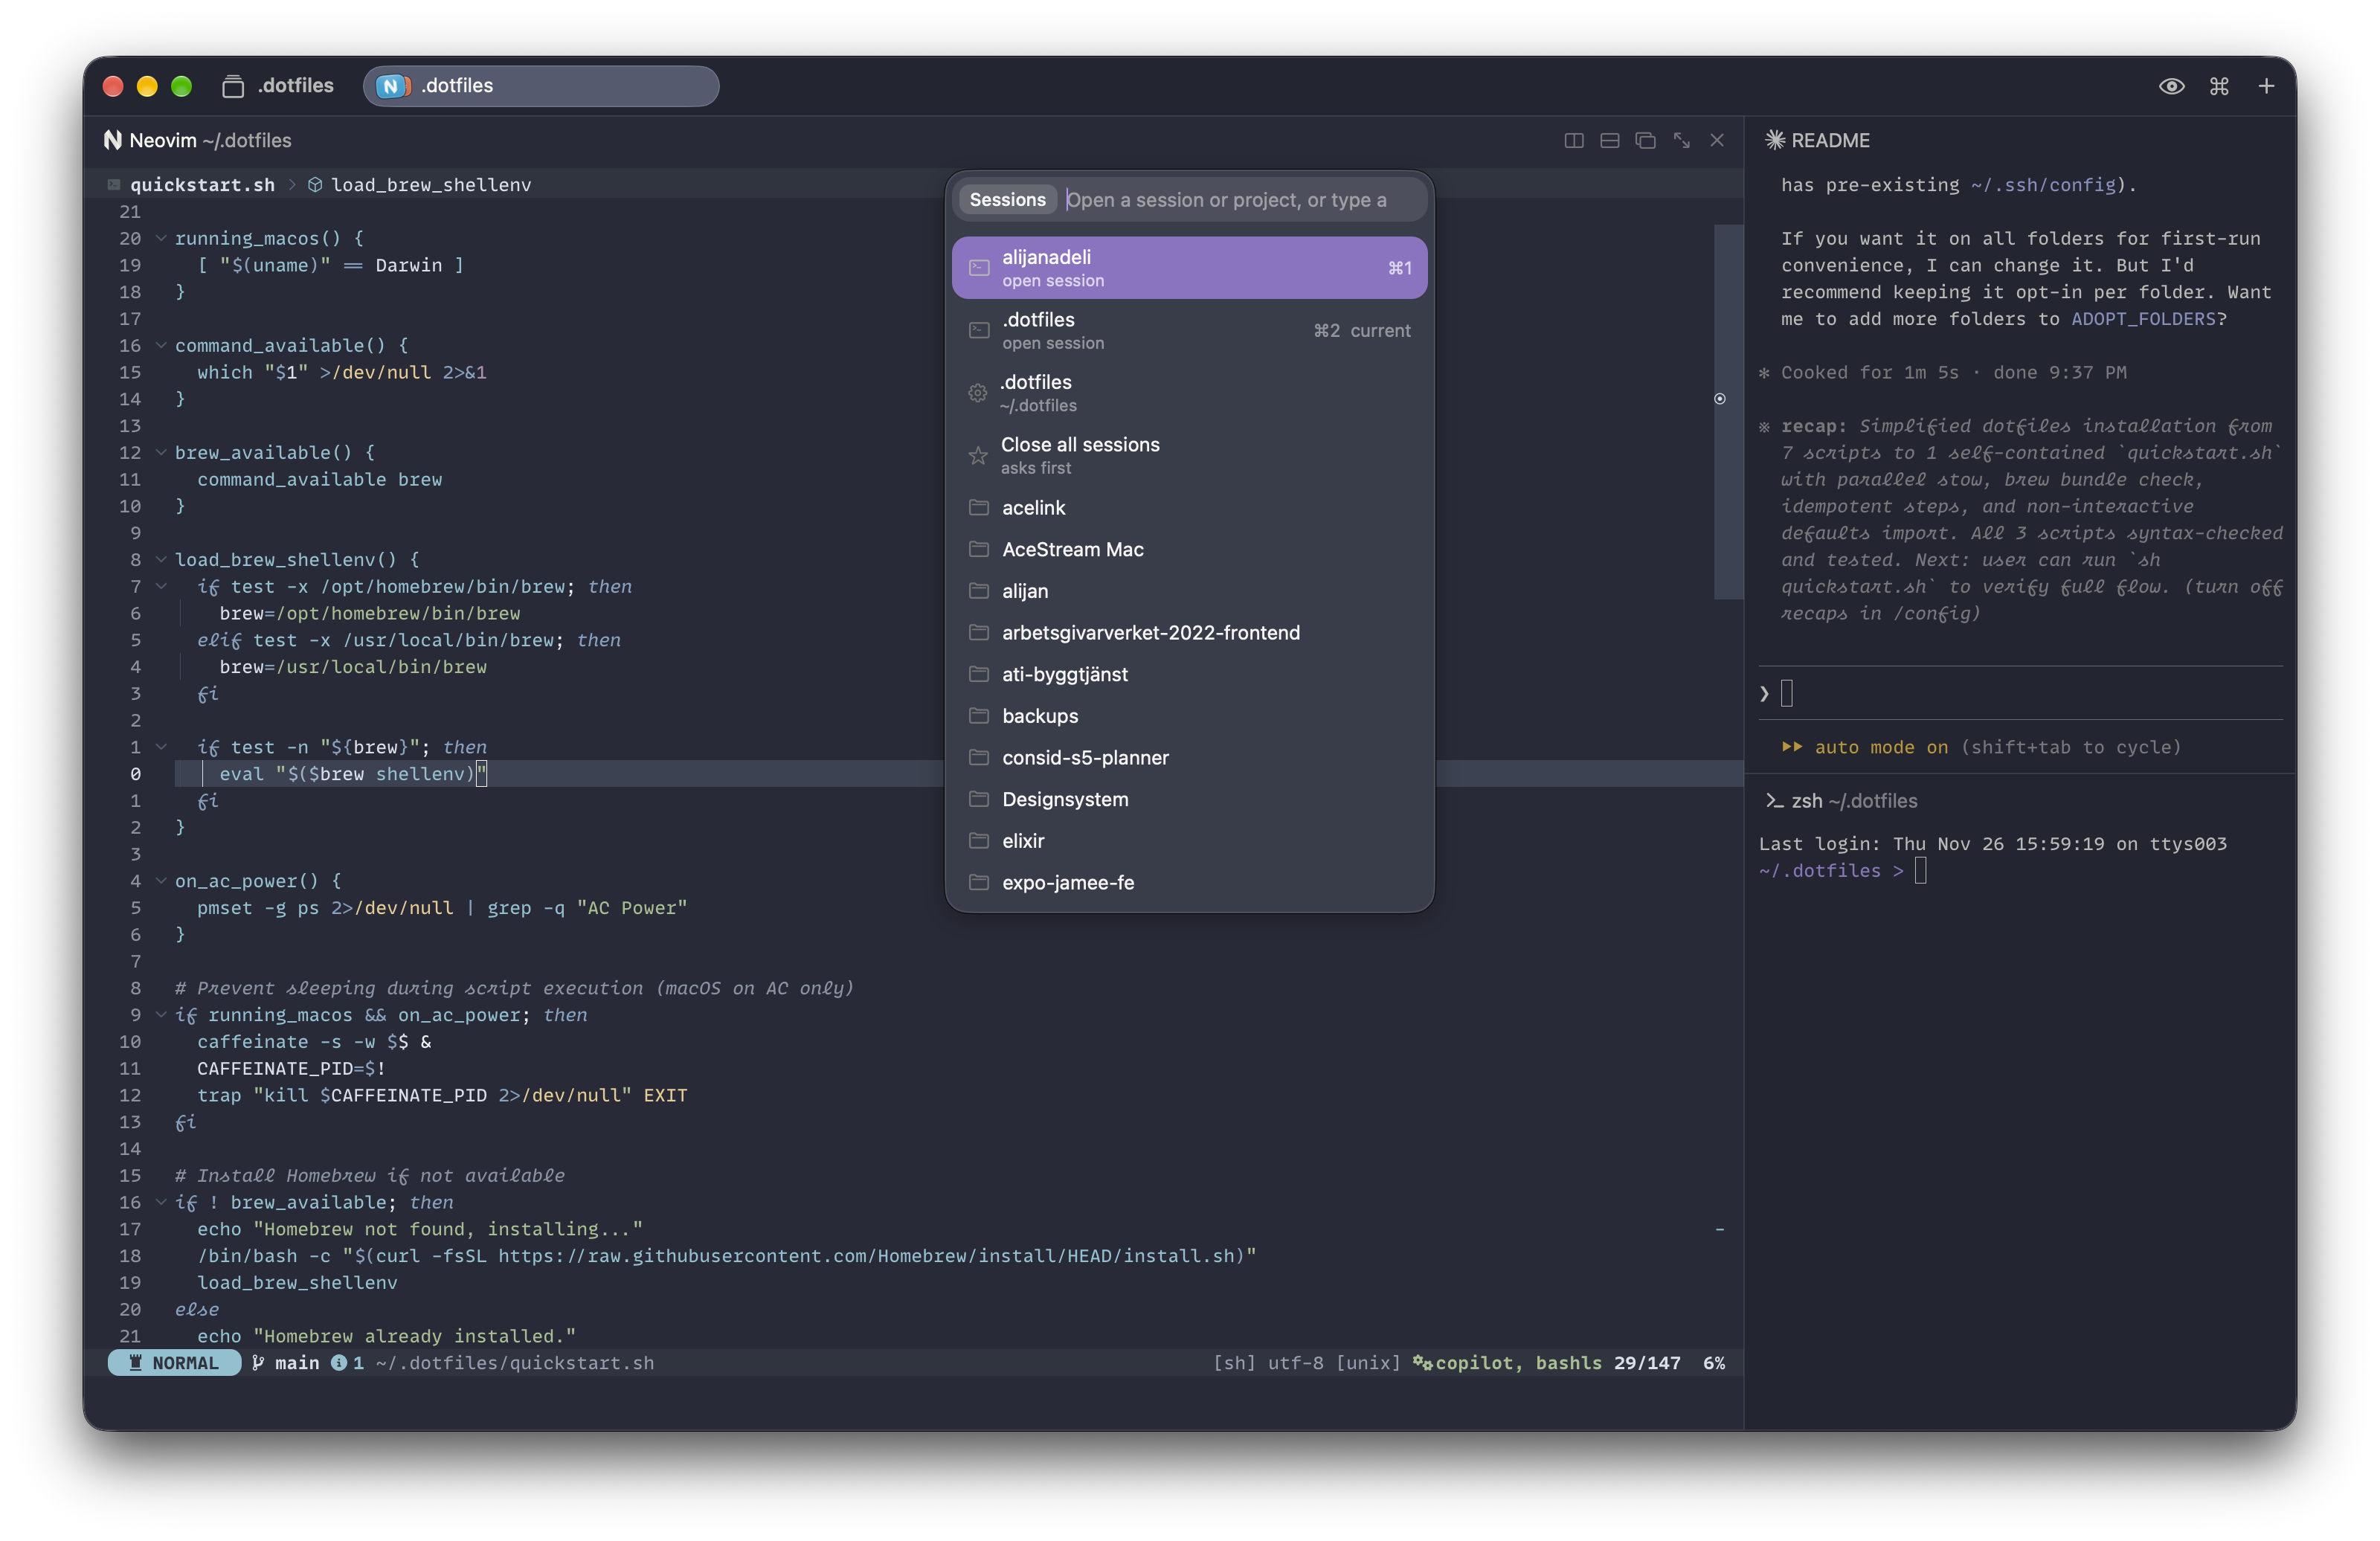 .dotfiles
.dotfiles
Neovim ~/.dotfiles
quickstart.sh > load_brew_shellenv
21
20 running_macos() {
19 [ "$(uname)" == Darwin ]
18 }
17
16 command_available() {
15 which "$1" >/dev/null 2>&1
14 }
13
12 brew_available() {
11 command_available brew
10 }
9
8 load_brew_shellenv() {
7 if test -x /opt/homebrew/bin/brew; then
6 brew=/opt/homebrew/bin/brew
5 elif test -x /usr/local/bin/brew; then
4 brew=/usr/local/bin/brew
3 fi
2
1 if test -n "${brew}"; then
0 eval "$($brew shellenv)"
1 fi
2 }
3
4 on_ac_power() {
5 pmset -g ps 2>/dev/null | grep -q "AC Power"
6 }
7
8 # Prevent sleeping during script execution (macOS on AC only)
9 if running_macos && on_ac_power; then
10 caffeinate -s -w $$ &
11 CAFFEINATE_PID=$!
12 trap "kill $CAFFEINATE_PID 2>/dev/null" EXIT
13 fi
14
15 # Install Homebrew if not available
16 if ! brew_available; then
17 echo "Homebrew not found, installing..."
18 /bin/bash -c "$(curl -fsSL https://raw.githubusercontent.com/Homebrew/install/HEAD/install.sh)"
19 load_brew_shellenv
20 else
21 echo "Homebrew already installed."
NORMAL main 1 ~/.dotfiles/quickstart.sh [sh] utf-8 [unix] copilot, bashls 29/147 6%
Sessions Open a session or project, or type a
alijanadeli
open session ⌘1
.dotfiles
open session ⌘2 current
.dotfiles
~/.dotfiles
Close all sessions
asks first
acelink
AceStream Mac
alijan
arbetsgivarverket-2022-frontend
ati-byggtjänst
backups
consid-s5-planner
Designsystem
elixir
expo-jamee-fe
README
has pre-existing ~/.ssh/config).
If you want it on all folders for first-run
convenience, I can change it. But I'd
recommend keeping it opt-in per folder. Want
me to add more folders to ADOPT_FOLDERS?
✻ Cooked for 1m 5s · done 9:37 PM
※ recap: Simplified dotfiles installation from
7 scripts to 1 self-contained `quickstart.sh`
with parallel stow, brew bundle check,
idempotent steps, and non-interactive
defaults import. All 3 scripts syntax-checked
and tested. Next: user can run `sh
quickstart.sh` to verify full flow. (turn off
recaps in /config)
❯
⏵⏵ auto mode on (shift+tab to cycle)
zsh ~/.dotfiles
Last login: Thu Nov 26 15:59:19 on ttys003
~/.dotfiles >